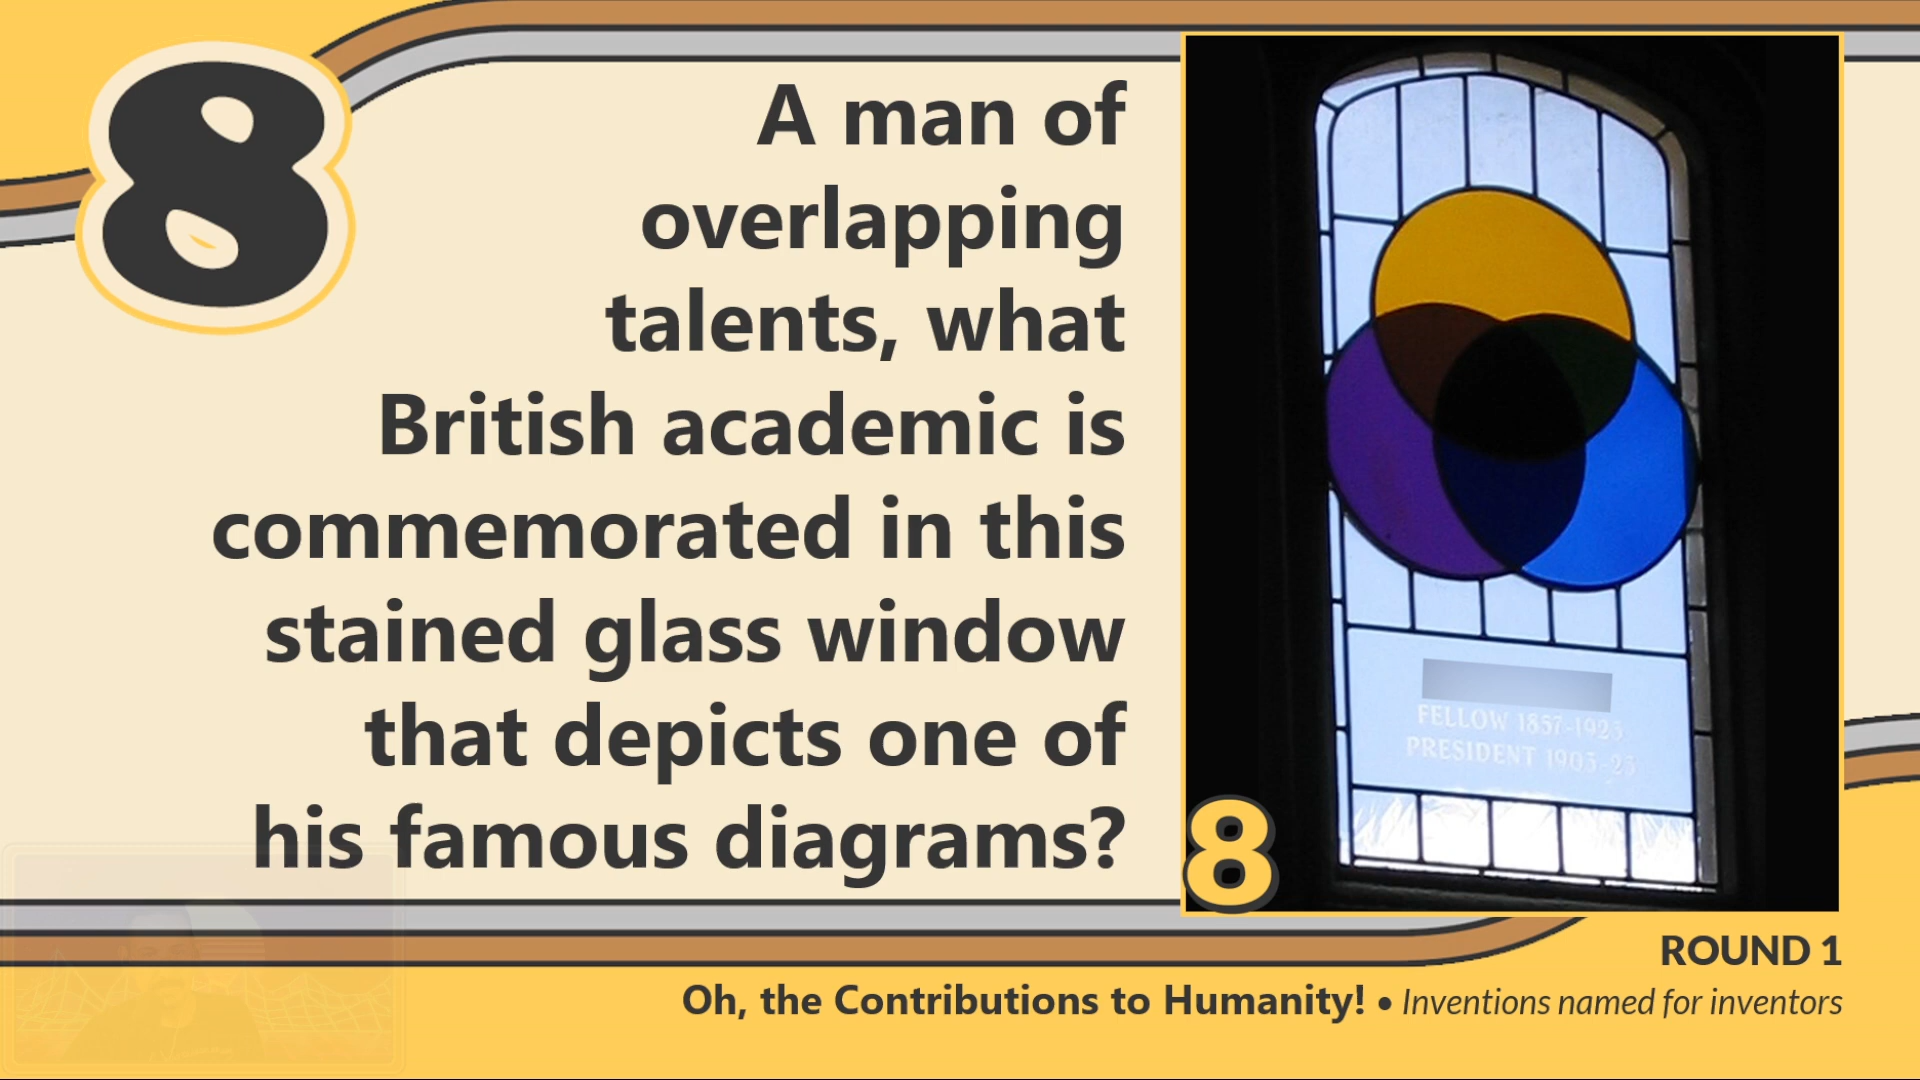 8
A man of
overlapping
talents, what
British academic is
commemorated in this
stained glass window
that depicts one of
his famous diagrams?
FELLOW 1857-1923
PRESIDENT 1903-23
8
ROUND 1
Oh, the Contributions to Humanity! • Inventions named for inventors